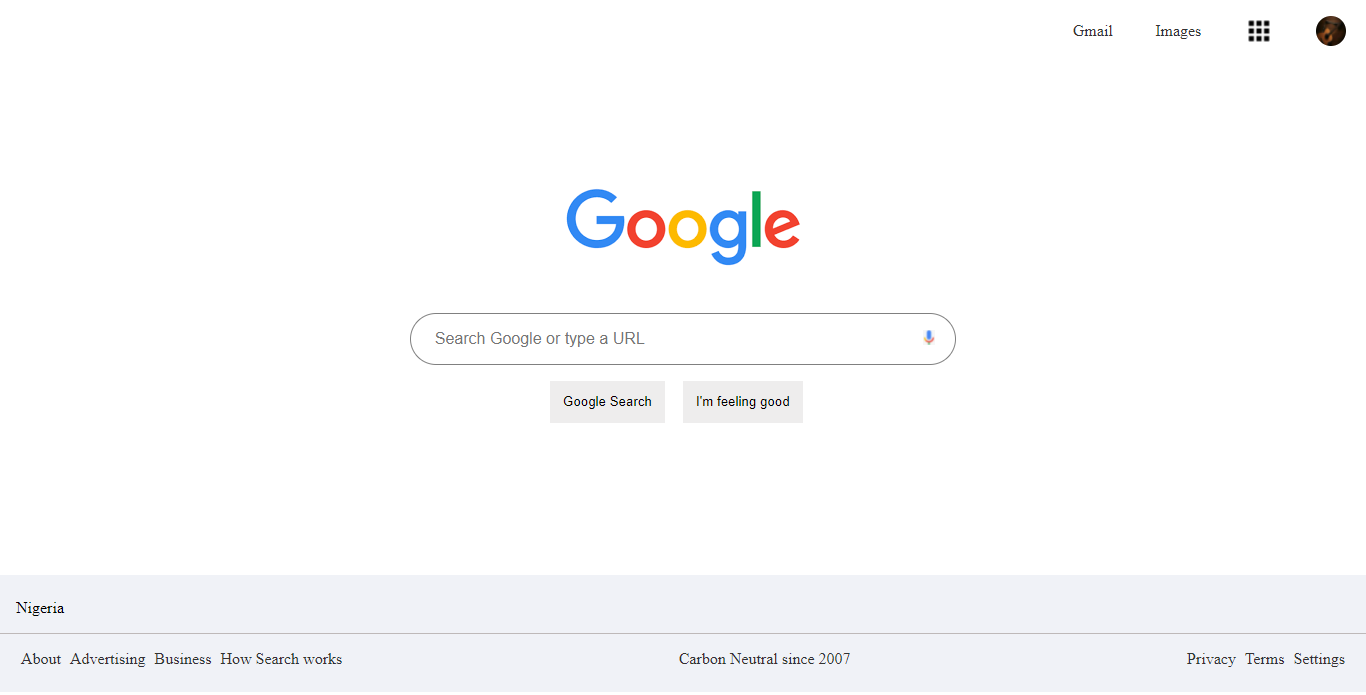 Gmail Images
Google
Search Google or type a URL
Google Search I'm feeling good
Nigeria
About Advertising Business How Search works Carbon Neutral since 2007 Privacy Terms Settings